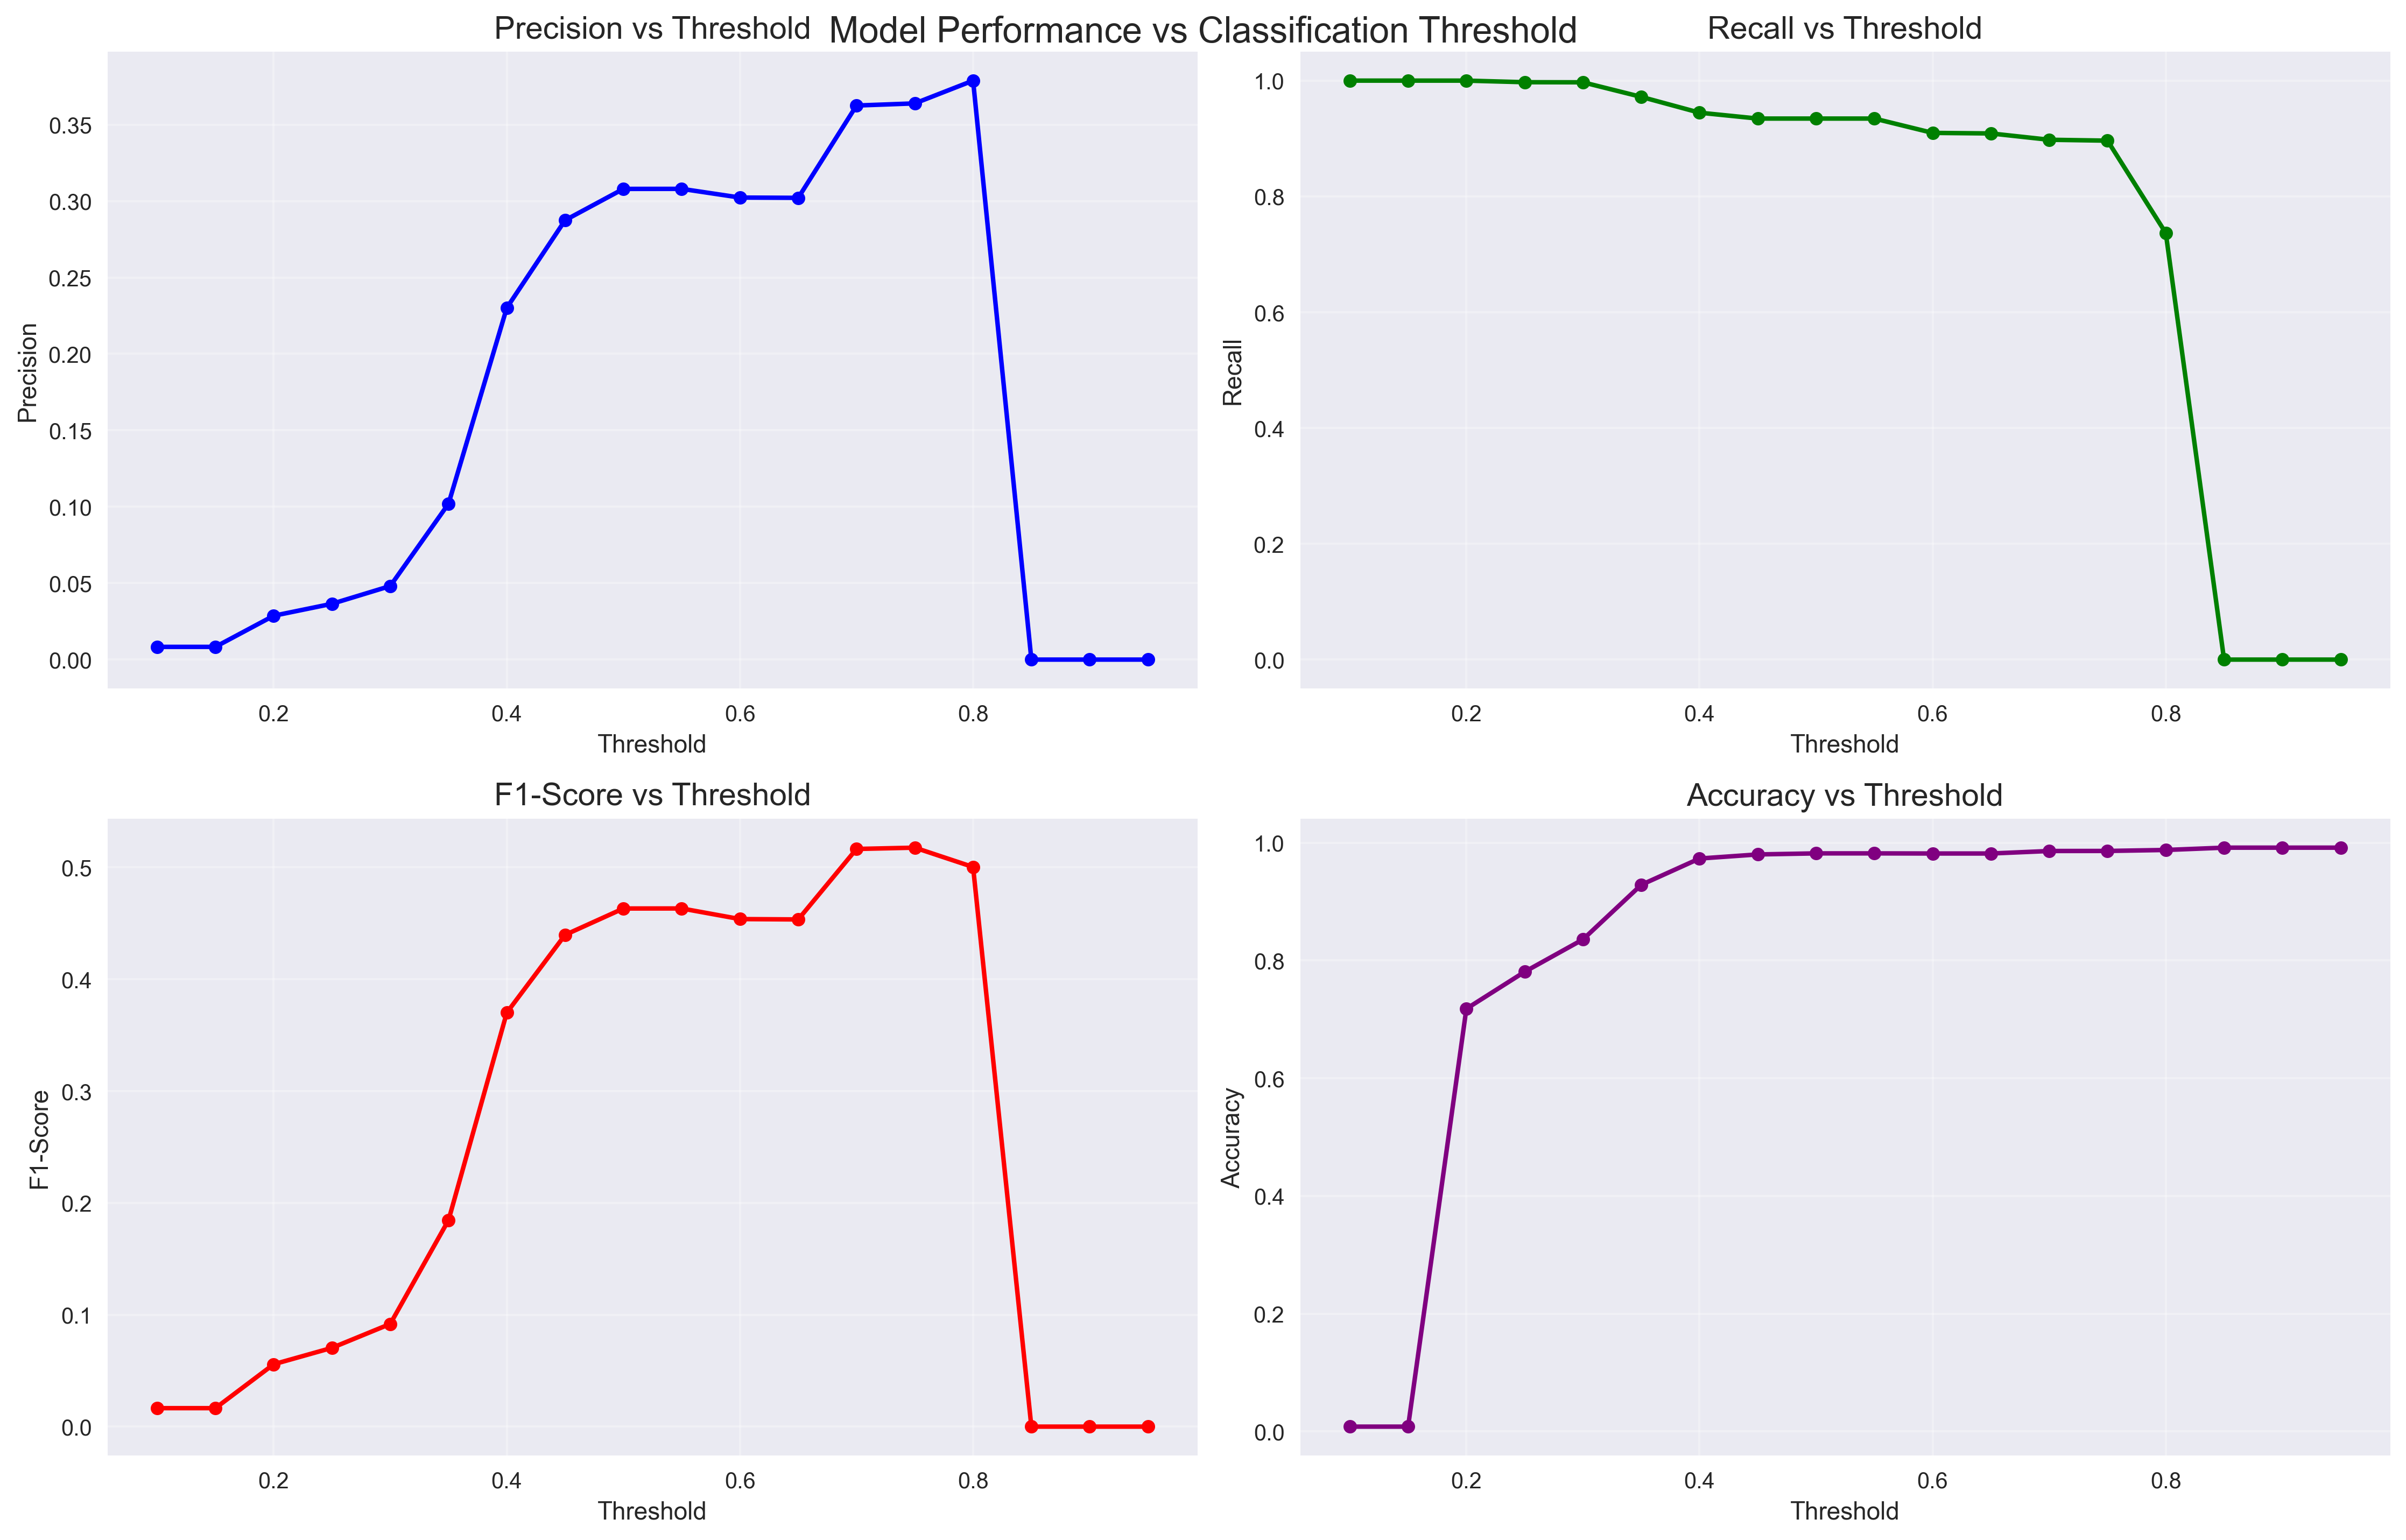 Model Performance vs Classification Threshold
Precision vs Threshold
Precision
0.35
0.30
0.25
0.20
0.15
0.10
0.05
0.00
0.2 0.4 0.6 0.8
Threshold
Recall vs Threshold
Recall
1.0
0.8
0.6
0.4
0.2
0.0
0.2 0.4 0.6 0.8
Threshold
F1-Score vs Threshold
F1-Score
0.5
0.4
0.3
0.2
0.1
0.0
0.2 0.4 0.6 0.8
Threshold
Accuracy vs Threshold
Accuracy
1.0
0.8
0.6
0.4
0.2
0.0
0.2 0.4 0.6 0.8
Threshold